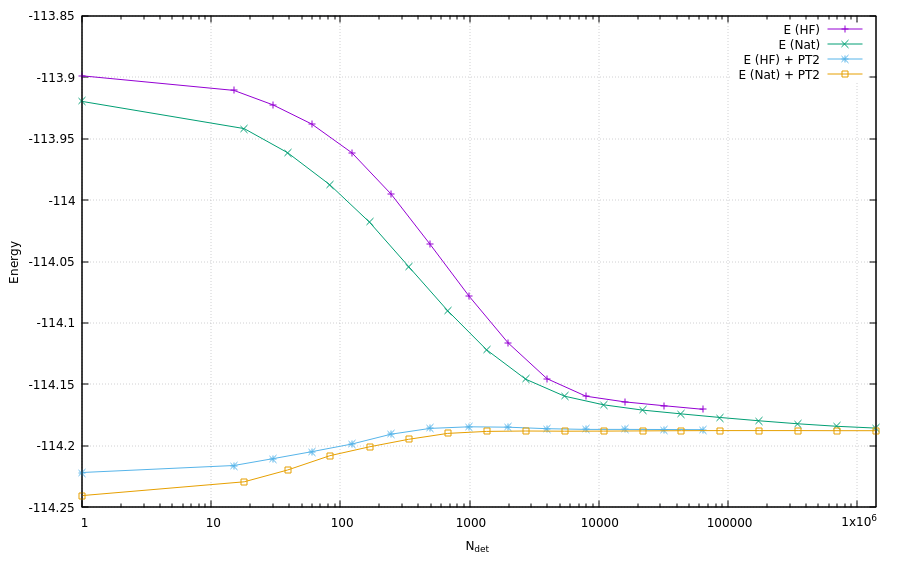 -113.85
-113.9
-113.95
-114
-114.05
-114.1
-114.15
-114.2
-114.25
Energy
E (HF)
E (Nat)
E (HF) + PT2
E (Nat) + PT2
1 10 100 1000 10000 100000 1x10⁶
N_det